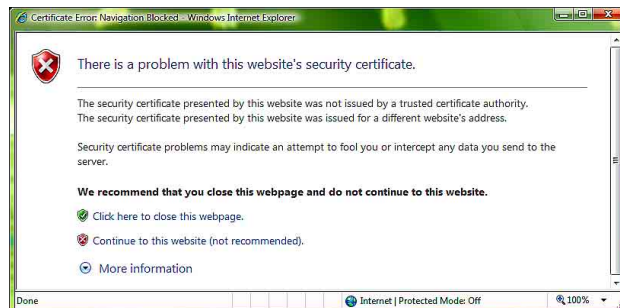 Certificate Error: Navigation Blocked - Windows Internet Explorer
There is a problem with this website's security certificate.
The security certificate presented by this website was not issued by a trusted certificate authority.
The security certificate presented by this website was issued for a different website's address.
Security certificate problems may indicate an attempt to fool you or intercept any data you send to the
server.
We recommend that you close this webpage and do not continue to this website.
Click here to close this webpage.
Continue to this website (not recommended).
More information
Done Internet | Protected Mode: Off 100%